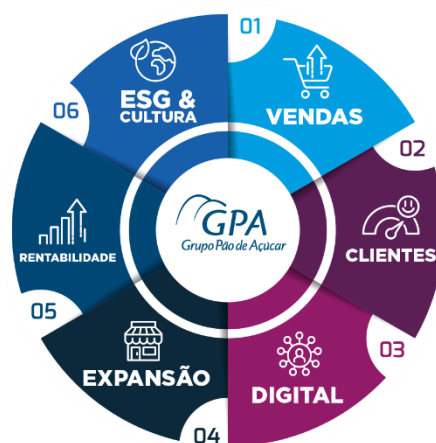 01
VENDAS
02
CLIENTES
03
DIGITAL
04
EXPANSÃO
05
RENTABILIDADE
06
ESG &
CULTURA
GPA
Grupo Pão de Açúcar